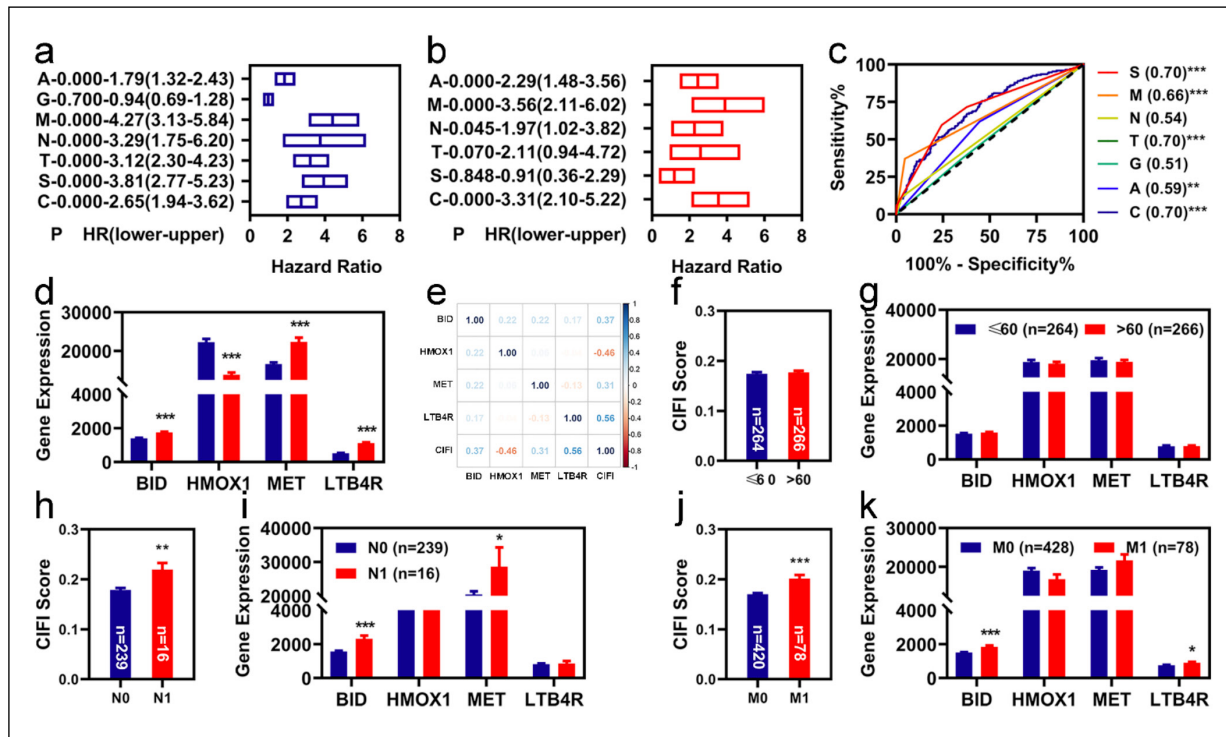 a
A-0.000-1.79(1.32-2.43)
G-0.700-0.94(0.69-1.28)
M-0.000-4.27(3.13-5.84)
N-0.000-3.29(1.75-6.20)
T-0.000-3.12(2.30-4.23)
S-0.000-3.81(2.77-5.23)
C-0.000-2.65(1.94-3.62)
P HR(lower-upper)
0 2 4 6 8
Hazard Ratio
b
A-0.000-2.29(1.48-3.56)
M-0.000-3.56(2.11-6.02)
N-0.045-1.97(1.02-3.82)
T-0.070-2.11(0.94-4.72)
S-0.848-0.91(0.36-2.29)
C-0.000-3.31(2.10-5.22)
P HR(lower-upper)
0 2 4 6 8
Hazard Ratio
c
Sensitivity%
100
75
50
25
0
0 25 50 75 100
100% - Specificity%
S (0.70)***
M (0.66)***
N (0.54)
T (0.70)***
G (0.51)
A (0.59)**
C (0.70)***
d
Gene Expression
30000
20000
4000
2000
0
***
***
***
***
BID HMOX1 MET LTB4R
e
BID 1.00 0.22 0.22 0.17 0.37
HMOX1 0.22 1.00 -0.46
MET 0.22 1.00 -0.13 0.31
LTB4R 0.17 -0.13 1.00 0.56
CIFI 0.37 -0.46 0.31 0.56 1.00
BID HMOX1 MET LTB4R CIFI
1
0.8
0.6
0.4
0.2
0
-0.2
-0.4
-0.6
-0.8
-1
f
CIFI Score
0.3
0.2
0.1
0.0
n=264
n=266
≤6 0 >60
g
Gene Expression
40000
20000
4000
2000
0
≤60 (n=264) >60 (n=266)
BID HMOX1 MET LTB4R
h
CIFI Score
0.3
0.2
0.1
0.0
**
n=239
n=16
N0 N1
i
Gene Expression
40000
30000
20000
4000
2000
0
N0 (n=239)
N1 (n=16)
***
*
BID HMOX1 MET LTB4R
j
CIFI Score
0.3
0.2
0.1
0.0
***
n=420
n=78
M0 M1
k
Gene Expression
30000
20000
4000
2000
0
M0 (n=428) M1 (n=78)
***
*
BID HMOX1 MET LTB4R